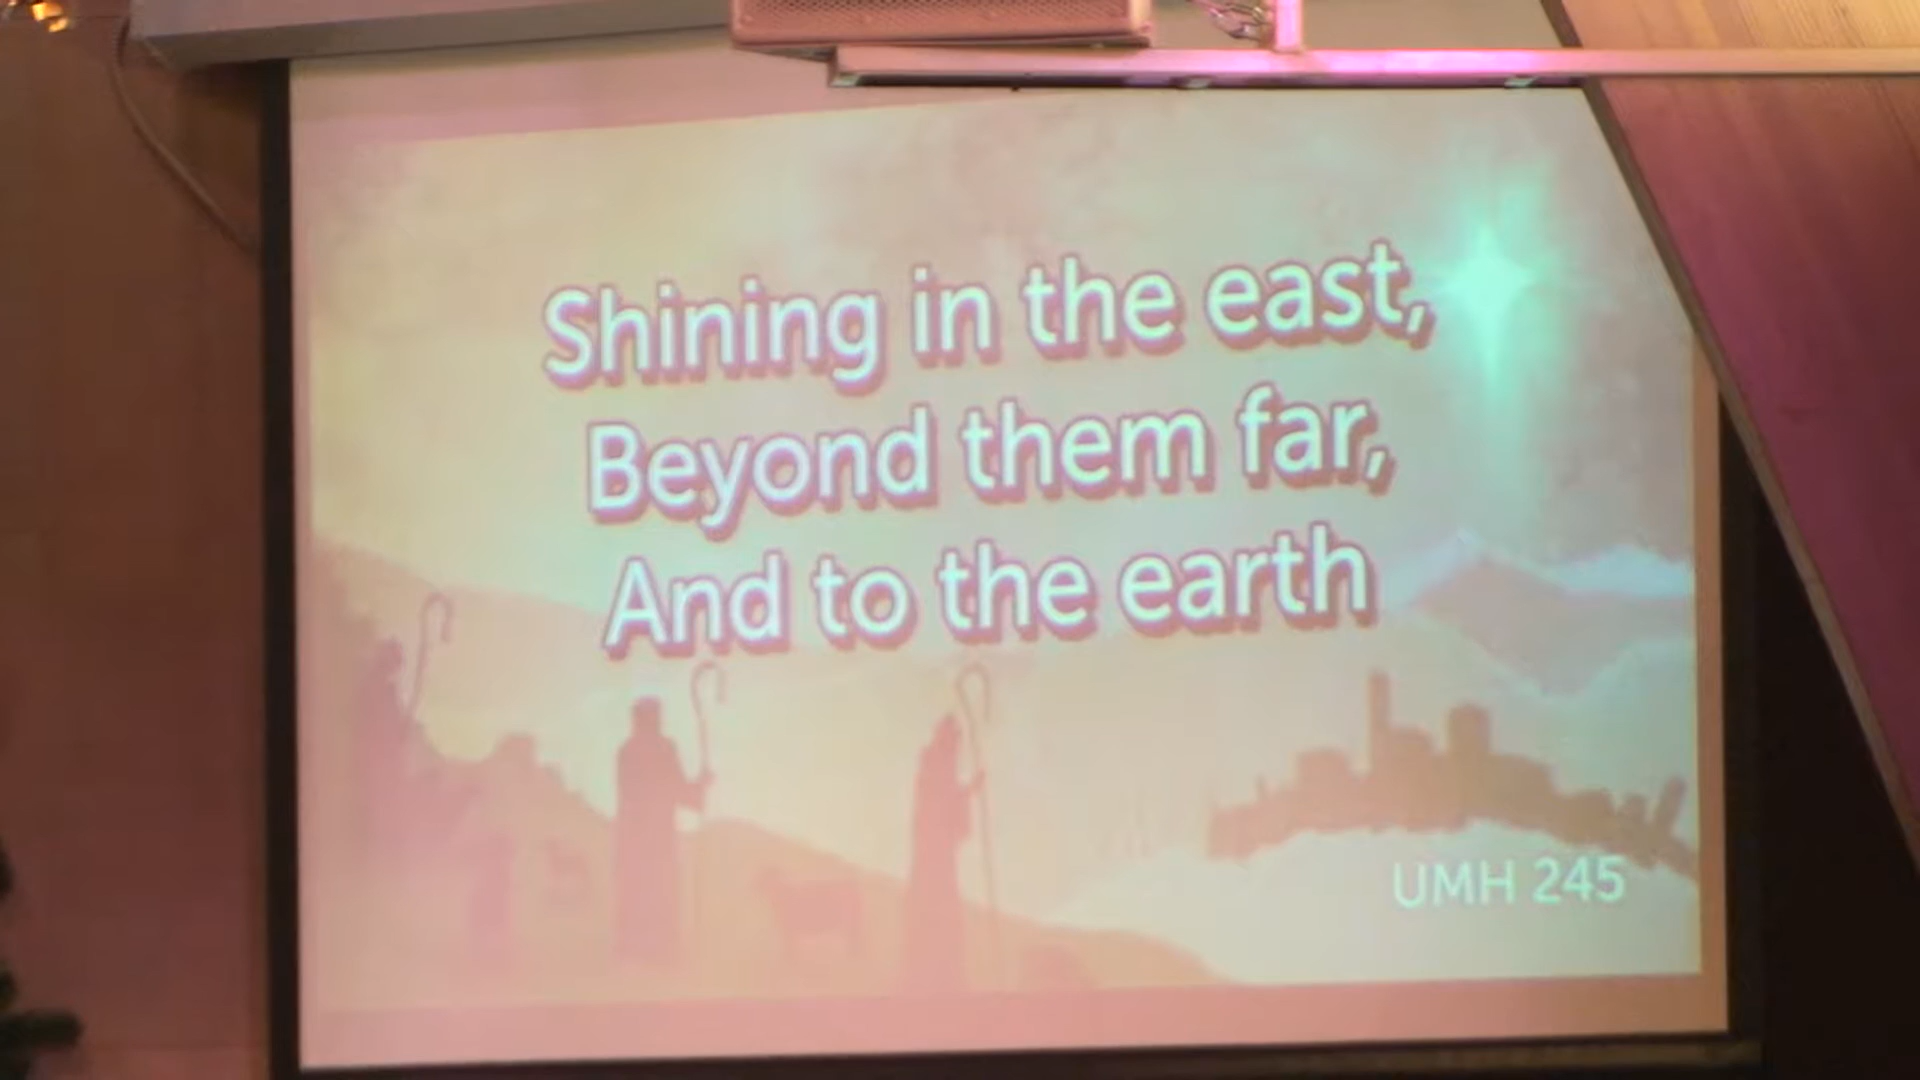 Shining in the east,
Beyond them far,
And to the earth
UMH 245